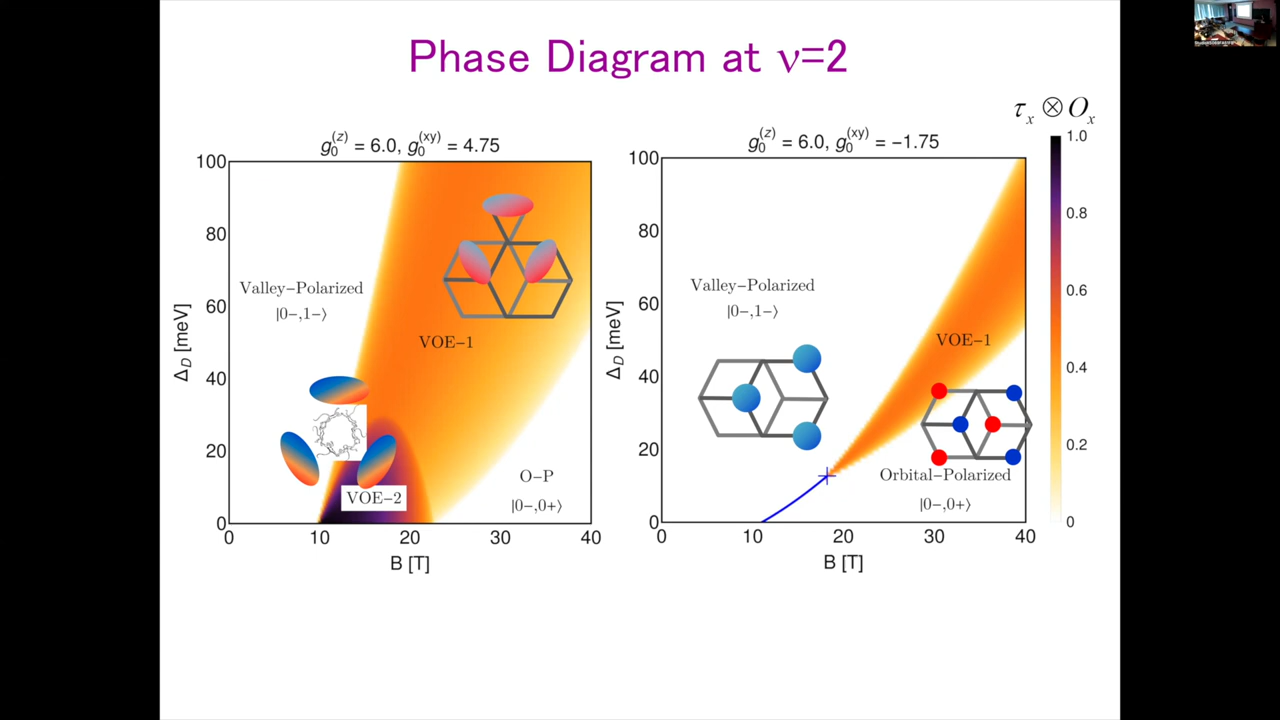 Phase Diagram at ν=2
τx ⊗ Ox
g0(z) = 6.0, g0(xy) = 4.75
100
80
60
40
20
0
ΔD [meV]
Valley−Polarized
|0−,1−⟩
VOE−1
VOE−2
O−P
|0−,0+⟩
0
10
20
30
40
B [T]
g0(z) = 6.0, g0(xy) = −1.75
100
80
60
40
20
0
ΔD [meV]
Valley−Polarized
|0−,1−⟩
VOE−1
Orbital−Polarized
|0−,0+⟩
0
10
20
30
40
B [T]
1.0
0.8
0.6
0.4
0.2
0